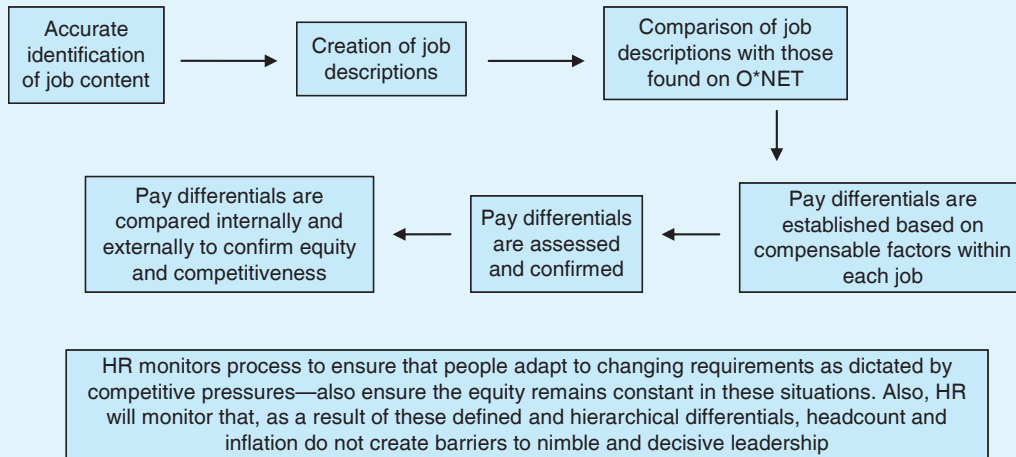 Accurate
identification
of job content
Creation of job
descriptions
Comparison of job
descriptions with those
found on O*NET
Pay differentials are
established based on
compensable factors within
each job
Pay differentials
are assessed
and confirmed
Pay differentials are
compared internally and
externally to confirm equity
and competitiveness
HR monitors process to ensure that people adapt to changing requirements as dictated by
competitive pressures—also ensure the equity remains constant in these situations. Also, HR
will monitor that, as a result of these defined and hierarchical differentials, headcount and
inflation do not create barriers to nimble and decisive leadership